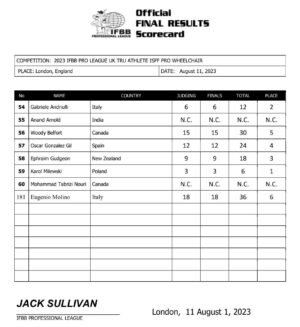 IFBB
PROFESSIONAL LEAGUE
Official
FINAL RESULTS
Scorecard
COMPETITION: 2023 IFBB PRO LEAGUE UK TRU ATHLETE ISFF PRO WHEELCHAIR
PLACE: London, England DATE: August 11, 2023
No. NAME COUNTRY JUDGING FINALS TOTAL PLACE
54 Gabriele Andriulli Italy 6 6 12 2
55 Anand Arnold India N.C. N.C. N.C. N.C.
56 Woody Belfort Canada 15 15 30 5
57 Oscar Gonzalez Gil Spain 12 12 24 4
58 Ephraim Gudgeon New Zealand 9 9 18 3
59 Karol Milewski Poland 3 3 6 1
60 Mohammad Tabrizi Nouri Canada N.C. N.C. N.C. N.C.
191 Eugenio Molino Italy 18 18 36 6
JACK SULLIVAN
IFBB PROFESSIONAL LEAGUE
London, 11 August 1, 2023